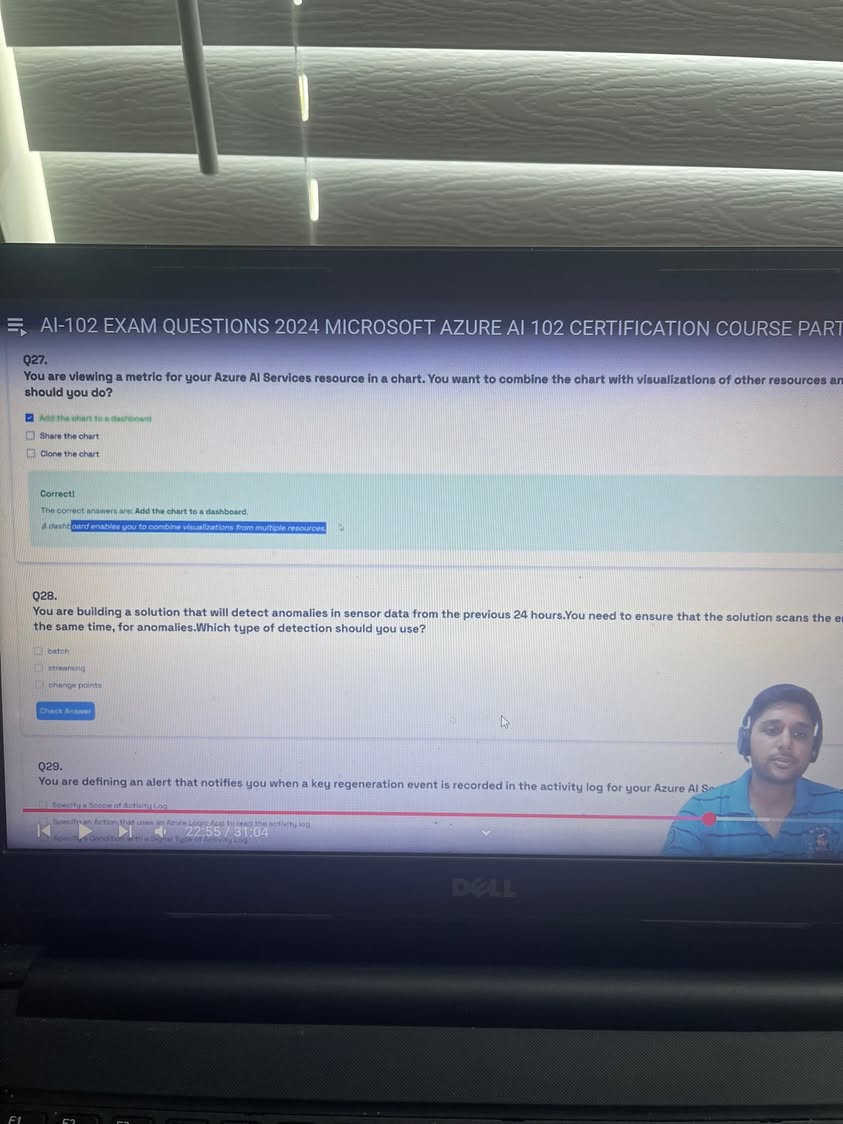 AI-102 EXAM QUESTIONS 2024 MICROSOFT AZURE AI 102 CERTIFICATION COURSE PART
Q27.
You are viewing a metric for your Azure AI Services resource in a chart. You want to combine the chart with visualizations of other resources an
should you do?
Add the chart to a dashboard
Share the chart
Clone the chart
Correct!
The correct answers are: Add the chart to a dashboard.
A dashboard enables you to combine visualizations from multiple resources.
Q28.
You are building a solution that will detect anomalies in sensor data from the previous 24 hours.You need to ensure that the solution scans the e
the same time, for anomalies.Which type of detection should you use?
batch
streaming
change points
Check Answer
Q29.
You are defining an alert that notifies you when a key regeneration event is recorded in the activity log for your Azure AI Se
Specify a Scope of Activity Log
Specify an Action that uses an Azure Logic App to read the activity log
22:55 / 31:04
Specify a Condition with a Signal Type of Activity Log
DELL
F1